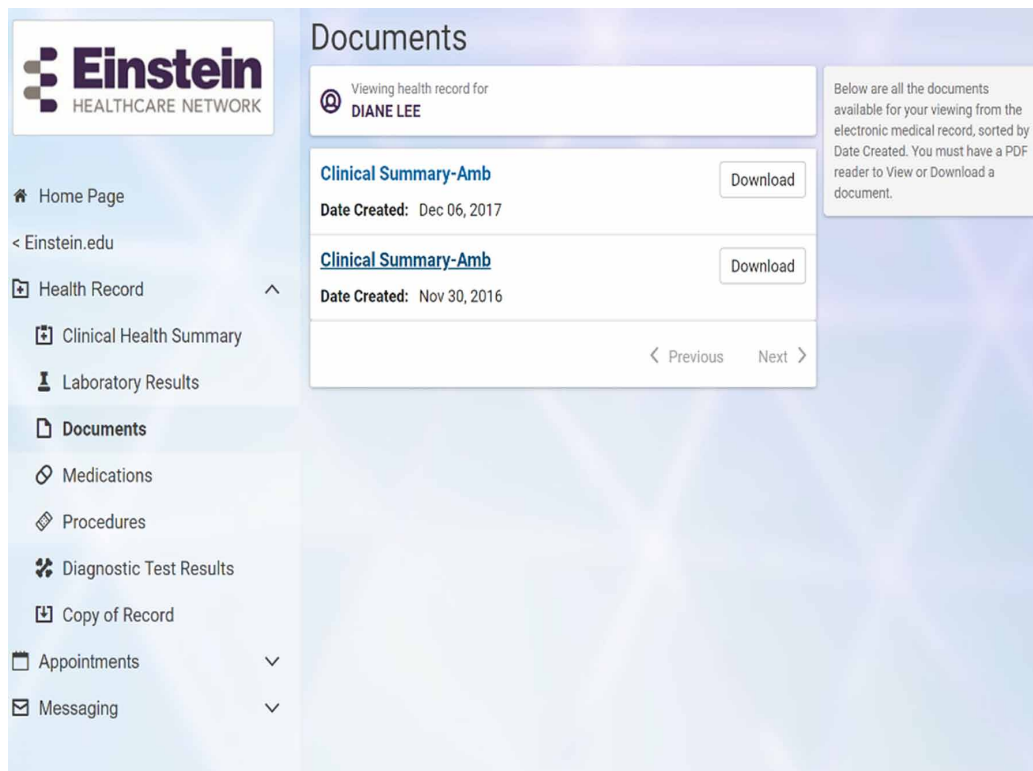 Einstein
HEALTHCARE NETWORK
Home Page
< Einstein.edu
Health Record
Clinical Health Summary
Laboratory Results
Documents
Medications
Procedures
Diagnostic Test Results
Copy of Record
Appointments
Messaging
Documents
Viewing health record for
DIANE LEE
Clinical Summary-Amb
Download
Date Created: Dec 06, 2017
Clinical Summary-Amb
Download
Date Created: Nov 30, 2016
Previous Next
Below are all the documents
available for your viewing from the
electronic medical record, sorted by
Date Created. You must have a PDF
reader to View or Download a
document.